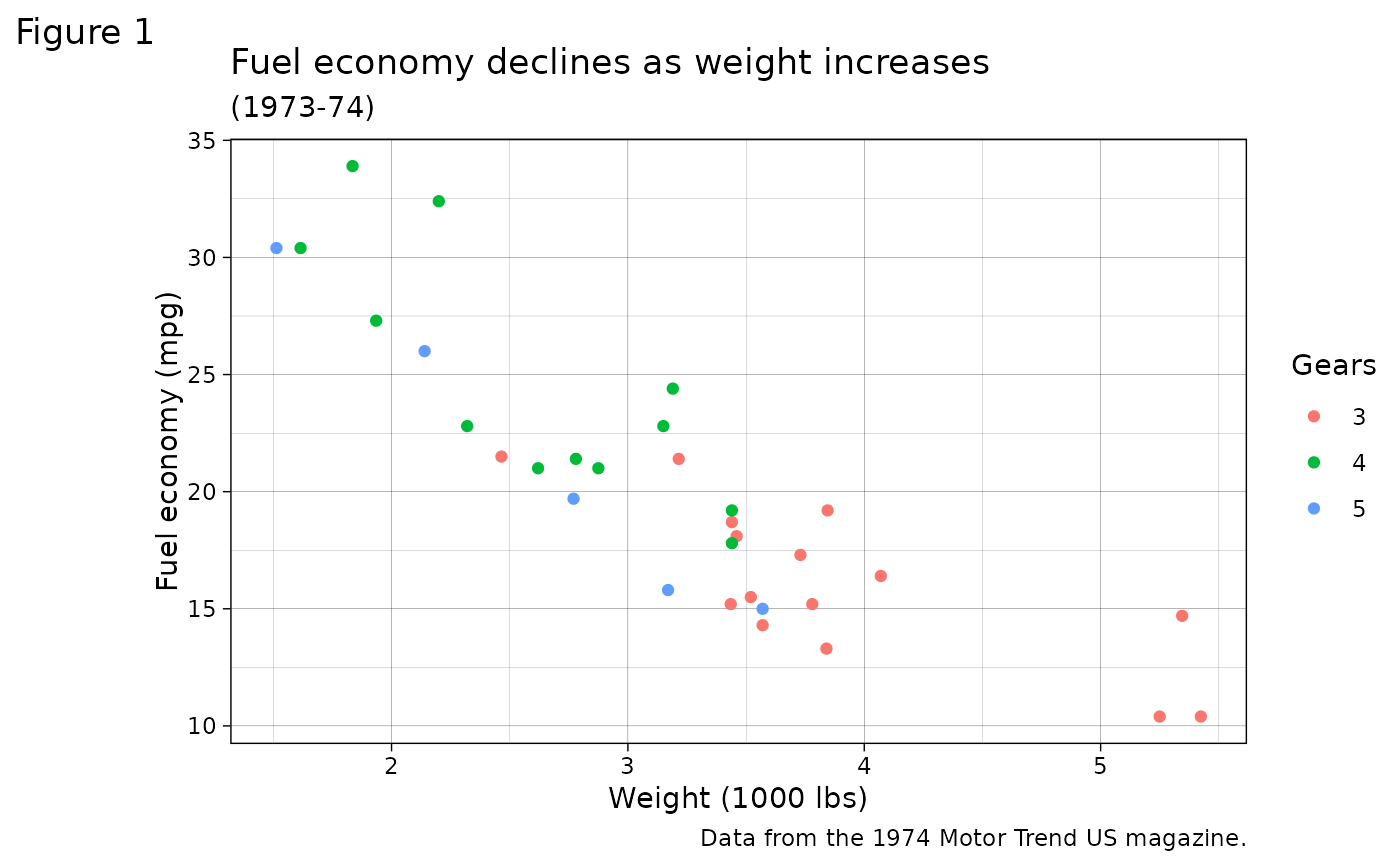 Figure 1
Fuel economy declines as weight increases
(1973-74)
35
30
25
20
15
10
Fuel economy (mpg)
2 3 4 5
Weight (1000 lbs)
Gears
3
4
5
Data from the 1974 Motor Trend US magazine.